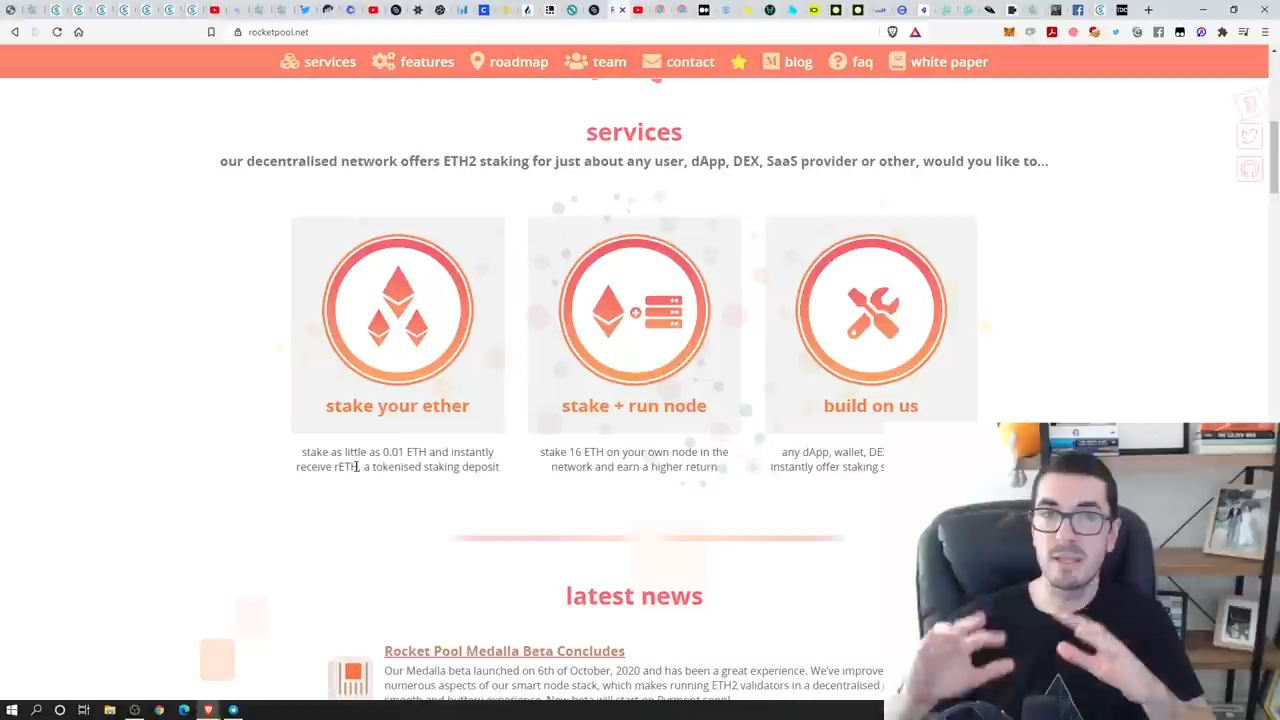 rocketpool.net
services
features
roadmap
team
contact
blog
faq
white paper
services
our decentralised network offers ETH2 staking for just about any user, dApp, DEX, SaaS provider or other, would you like to...
stake your ether
stake + run node
build on us
stake as little as 0.01 ETH and instantly
receive rETH, a tokenised staking deposit
stake 16 ETH on your own node in the
network and earn a higher return
any dApp, wallet, DEX
instantly offer staking s
latest news
Rocket Pool Medalla Beta Concludes
Our Medalla beta launched on 6th of October, 2020 and has been a great experience. We've improve
numerous aspects of our smart node stack, which makes running ETH2 validators in a decentralised